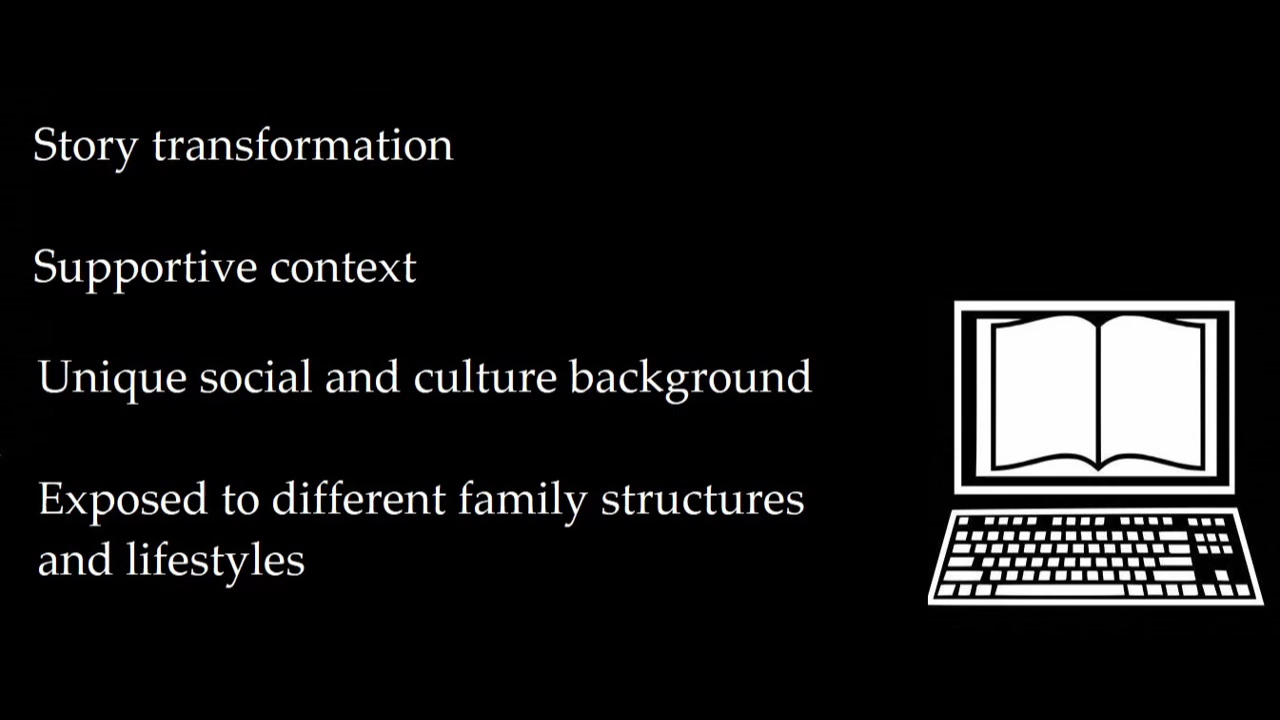 Story transformation
Supportive context
Unique social and culture background
Exposed to different family structures
and lifestyles